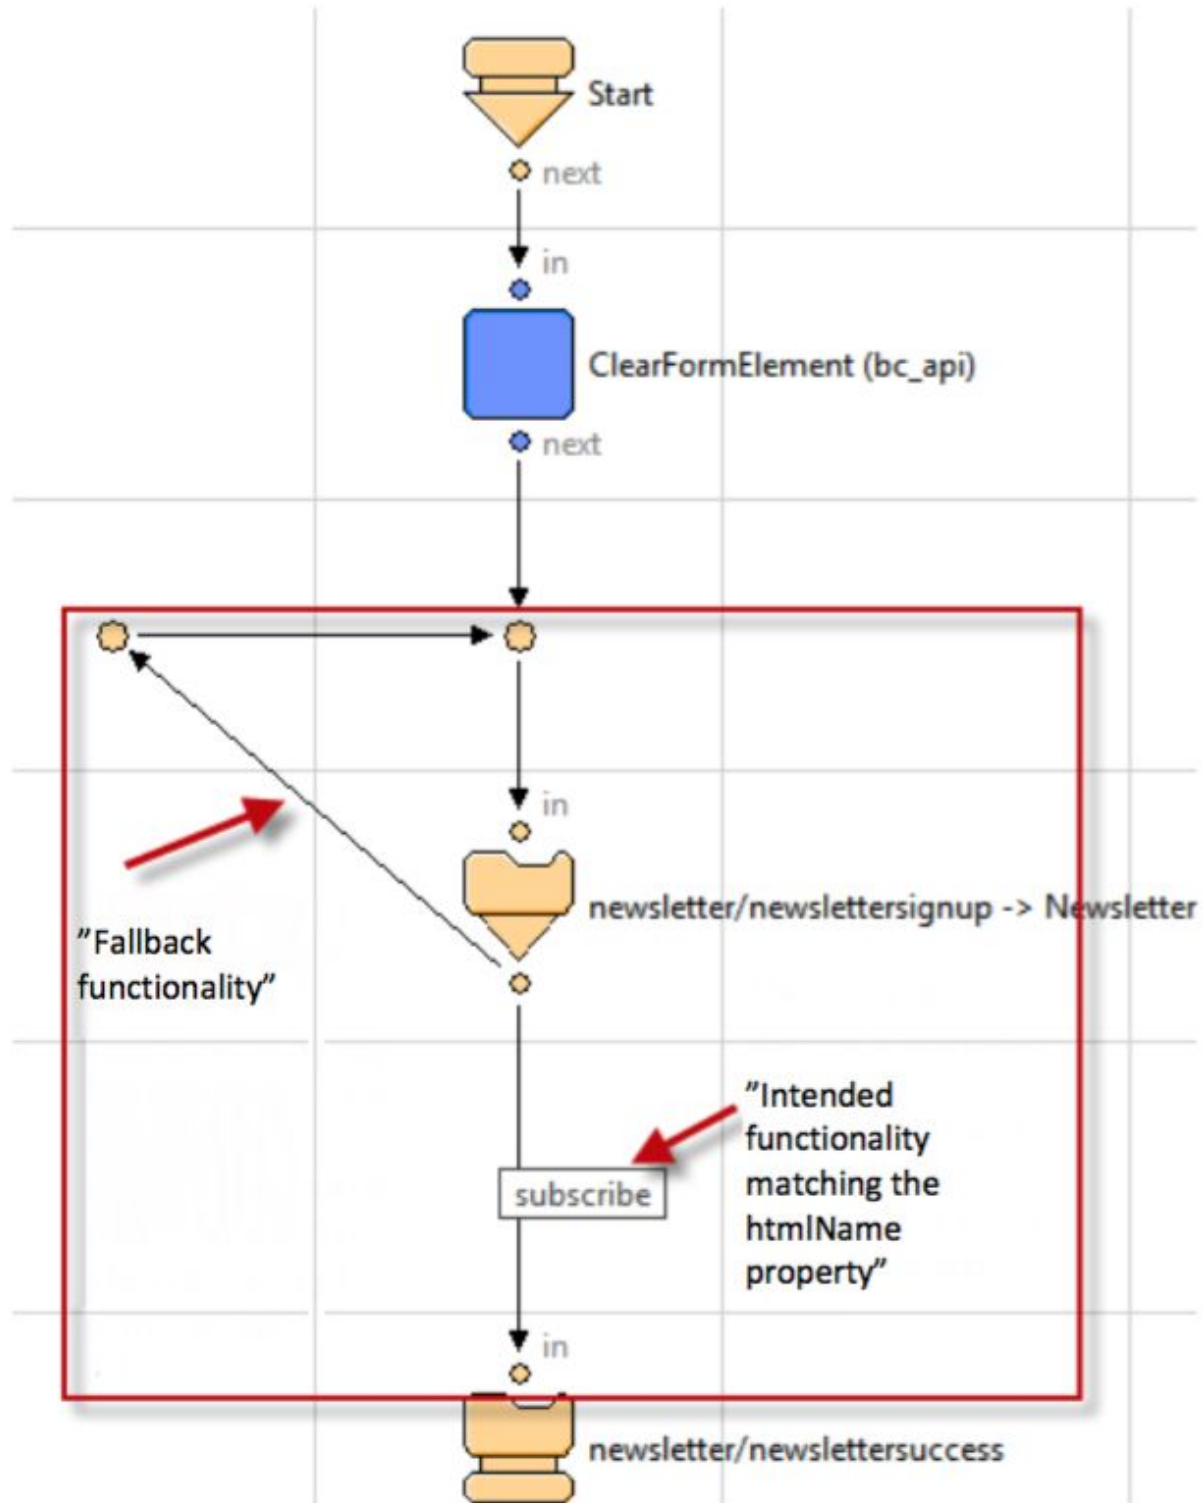 Start
next
in
ClearFormElement (bc_api)
next
in
newsletter/newslettersignup -> Newsletter
"Fallback
functionality"
"Intended
functionality
matching the
htmlName
property"
subscribe
in
newsletter/newslettersuccess